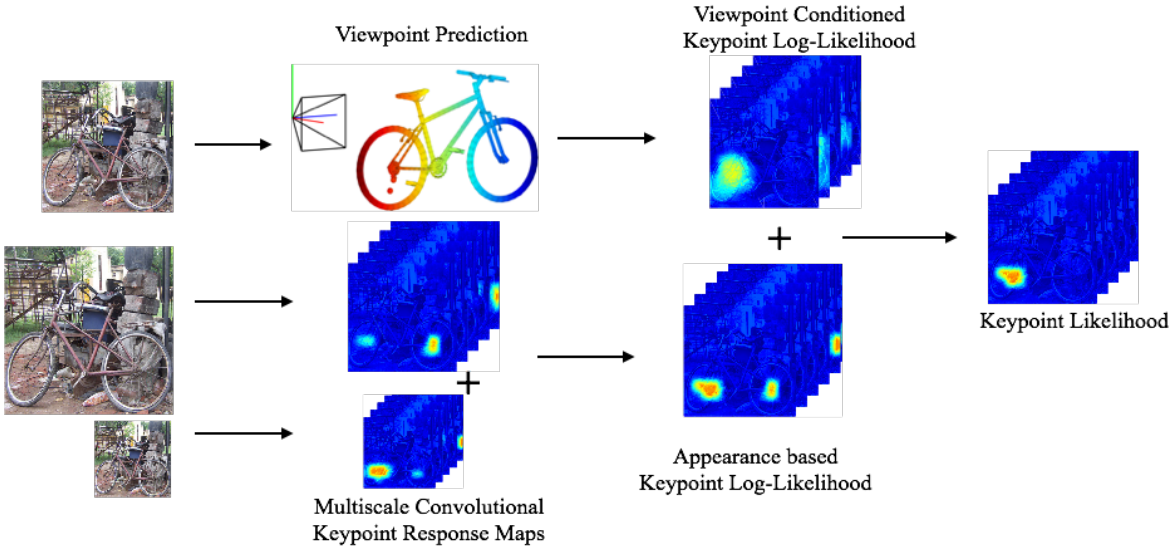 Viewpoint Prediction
Viewpoint Conditioned
Keypoint Log-Likelihood
+
Keypoint Likelihood
+
Appearance based
Keypoint Log-Likelihood
Multiscale Convolutional
Keypoint Response Maps